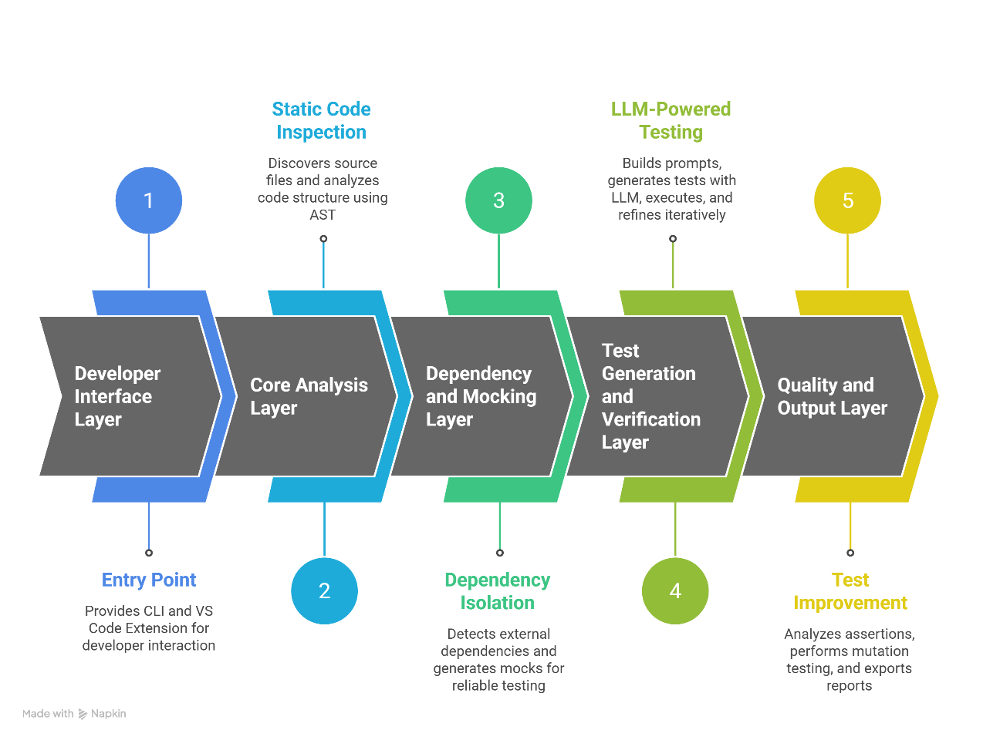 Static Code
Inspection
Discovers source
files and analyzes
code structure using
AST
LLM-Powered
Testing
Builds prompts,
generates tests with
LLM, executes, and
refines iteratively
1
3
5
Developer
Interface
Layer
Core Analysis
Layer
Dependency
and Mocking
Layer
Test
Generation
and
Verification
Layer
Quality and
Output Layer
Entry Point
Provides CLI and VS
Code Extension for
developer interaction
2
Dependency
Isolation
Detects external
dependencies and
generates mocks for
reliable testing
4
Test
Improvement
Analyzes assertions,
performs mutation
testing, and exports
reports
Made with Napkin